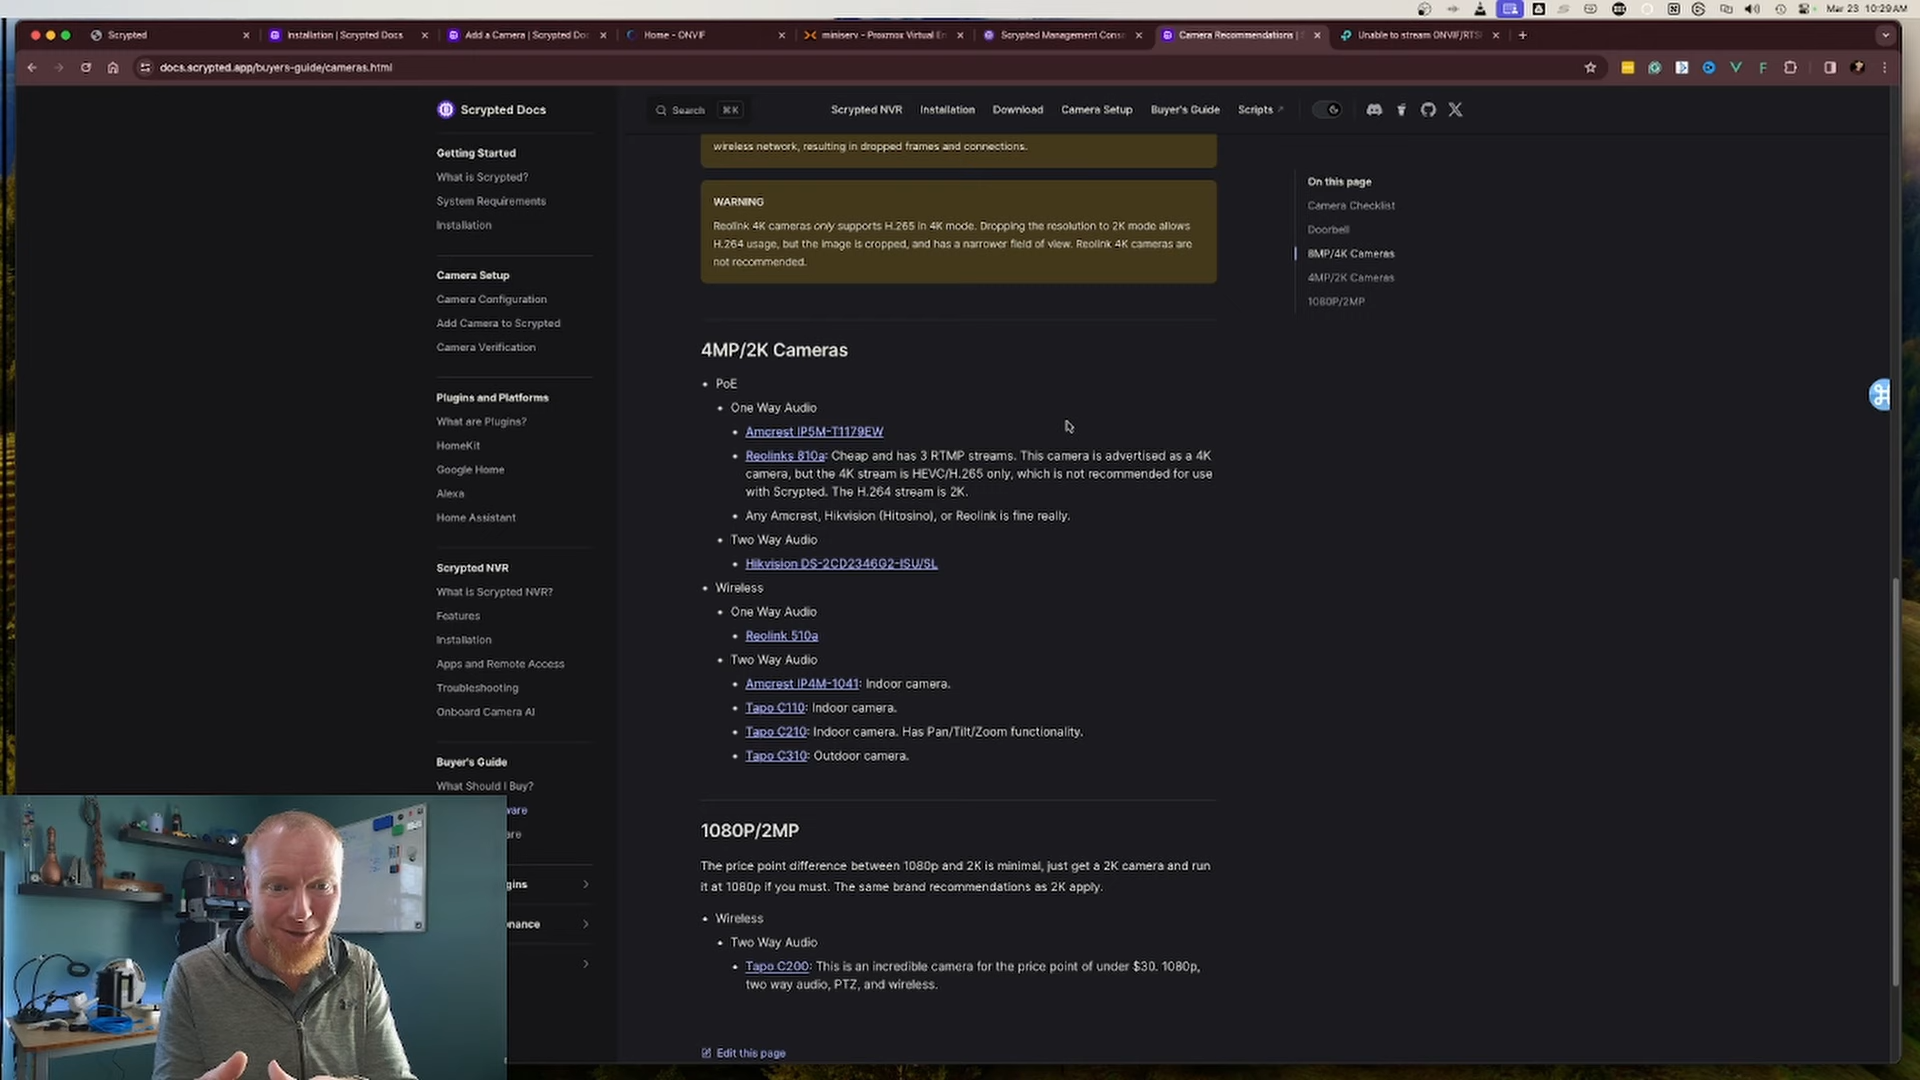 Mar 23 10:29AM
Scrypted
Installation | Scrypted Docs
Add a Camera | Scrypted Doc
Home - ONVIF
miniserv - Proxmox Virtual En
Scrypted Management Conso
Camera Recommendations |
Unable to stream ONVIF/RTS
docs.scrypted.app/buyers-guide/cameras.html
Scrypted Docs
Search ⌘K
Scrypted NVR
Installation
Download
Camera Setup
Buyer's Guide
Scripts
Getting Started
What is Scrypted?
System Requirements
Installation
Camera Setup
Camera Configuration
Add Camera to Scrypted
Camera Verification
Plugins and Platforms
What are Plugins?
HomeKit
Google Home
Alexa
Home Assistant
Scrypted NVR
What is Scrypted NVR?
Features
Installation
Apps and Remote Access
Troubleshooting
Onboard Camera AI
Buyer's Guide
What Should I Buy?
ware
are
gins
nance
wireless network, resulting in dropped frames and connections.
WARNING
Reolink 4K cameras only supports H.265 in 4K mode. Dropping the resolution to 2K mode allows
H.264 usage, but the image is cropped, and has a narrower field of view. Reolink 4K cameras are
not recommended.
4MP/2K Cameras
• PoE
• One Way Audio
• Amcrest IP5M-T1179EW
• Reolinks 810a: Cheap and has 3 RTMP streams. This camera is advertised as a 4K
camera, but the 4K stream is HEVC/H.265 only, which is not recommended for use
with Scrypted. The H.264 stream is 2K.
• Any Amcrest, Hikvision (Hitosino), or Reolink is fine really.
• Two Way Audio
• Hikvision DS-2CD2346G2-ISU/SL
• Wireless
• One Way Audio
• Reolink 510a
• Two Way Audio
• Amcrest IP4M-1041: Indoor camera.
• Tapo C110: Indoor camera.
• Tapo C210: Indoor camera. Has Pan/Tilt/Zoom functionality.
• Tapo C310: Outdoor camera.
1080P/2MP
The price point difference between 1080p and 2K is minimal, just get a 2K camera and run
it at 1080p if you must. The same brand recommendations as 2K apply.
• Wireless
• Two Way Audio
• Tapo C200: This is an incredible camera for the price point of under $30. 1080p,
two way audio, PTZ, and wireless.
Edit this page
On this page
Camera Checklist
Doorbell
8MP/4K Cameras
4MP/2K Cameras
1080P/2MP